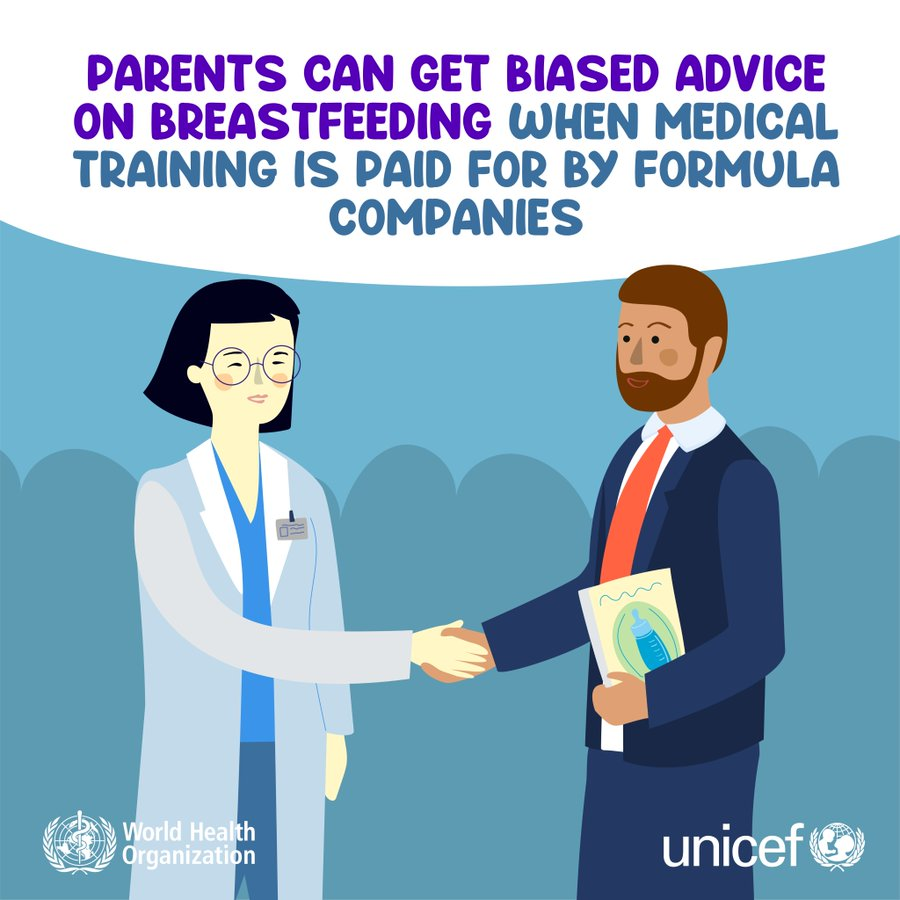 PARENTS CAN GET BIASED ADVICE
ON BREASTFEEDING WHEN MEDICAL
TRAINING IS PAID FOR BY FORMULA
COMPANIES
World Health
Organization
unicef